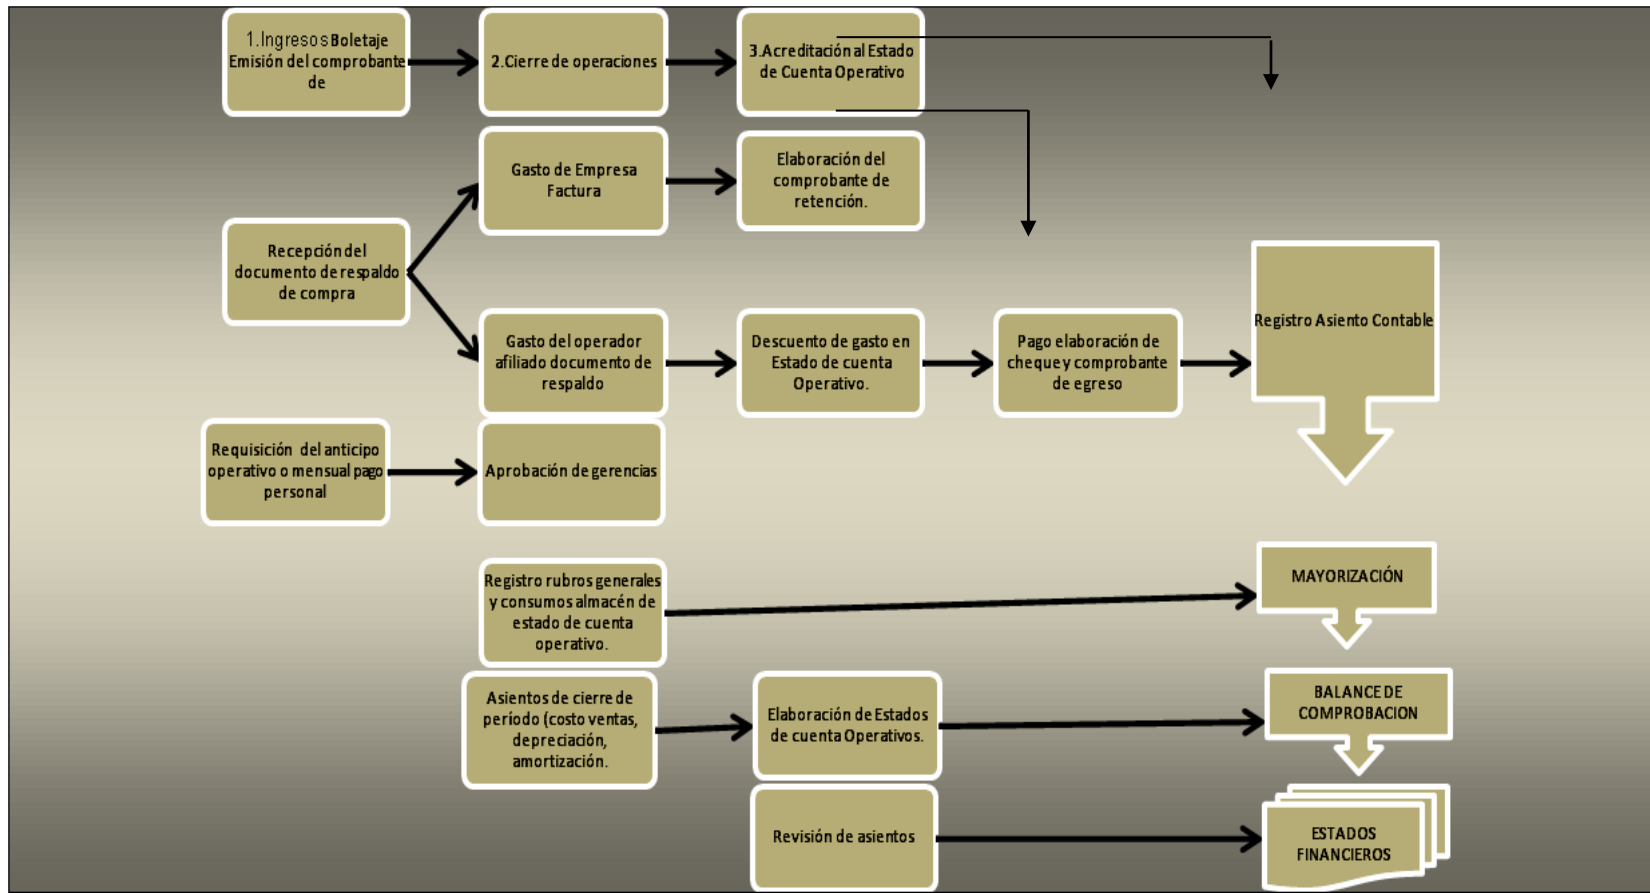 1.Ingresos Boletaje
Emisión del comprobante
de
2.Cierre de operaciones
3.Acreditación al Estado
de Cuenta Operativo
Gasto de Empresa
Factura
Elaboración del
comprobante de
retención.
Recepción del
documento de respaldo
de compra
Gasto del operador
afiliado documento de
respaldo
Descuento de gasto en
Estado de cuenta
Operativo.
Pago elaboración de
cheque y comprobante
de egreso
Registro Asiento Contable
Requisición del anticipo
operativo o mensual pago
personal
Aprobación de gerencias
Registro rubros generales
y consumos almacén de
estado de cuenta
operativo.
MAYORIZACIÓN
Asientos de cierre de
período (costo ventas,
depreciación,
amortización.
Elaboración de Estados
de cuenta Operativos.
BALANCE DE
COMPROBACION
Revisión de asientos
ESTADOS
FINANCIEROS